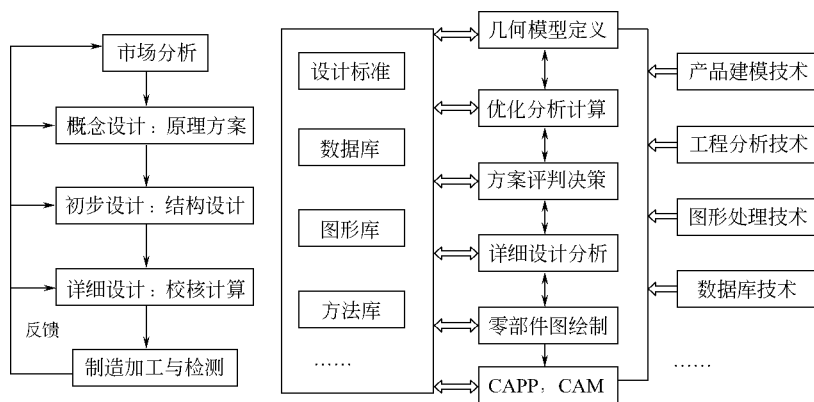 市场分析
概念设计：原理方案
初步设计：结构设计
详细设计：校核计算
反馈
制造加工与检测
设计标准
数据库
图形库
方法库
……
几何模型定义
优化分析计算
方案评判决策
详细设计分析
零部件图绘制
CAPP，CAM
产品建模技术
工程分析技术
图形处理技术
数据库技术
……